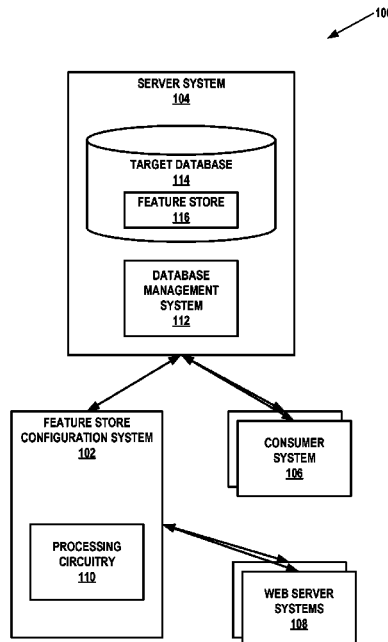 100
SERVER SYSTEM
104
TARGET DATABASE
114
FEATURE STORE
116
DATABASE
MANAGEMENT
SYSTEM
112
FEATURE STORE
CONFIGURATION SYSTEM
102
CONSUMER
SYSTEM
106
PROCESSING
CIRCUITRY
110
WEB SERVER
SYSTEMS
108